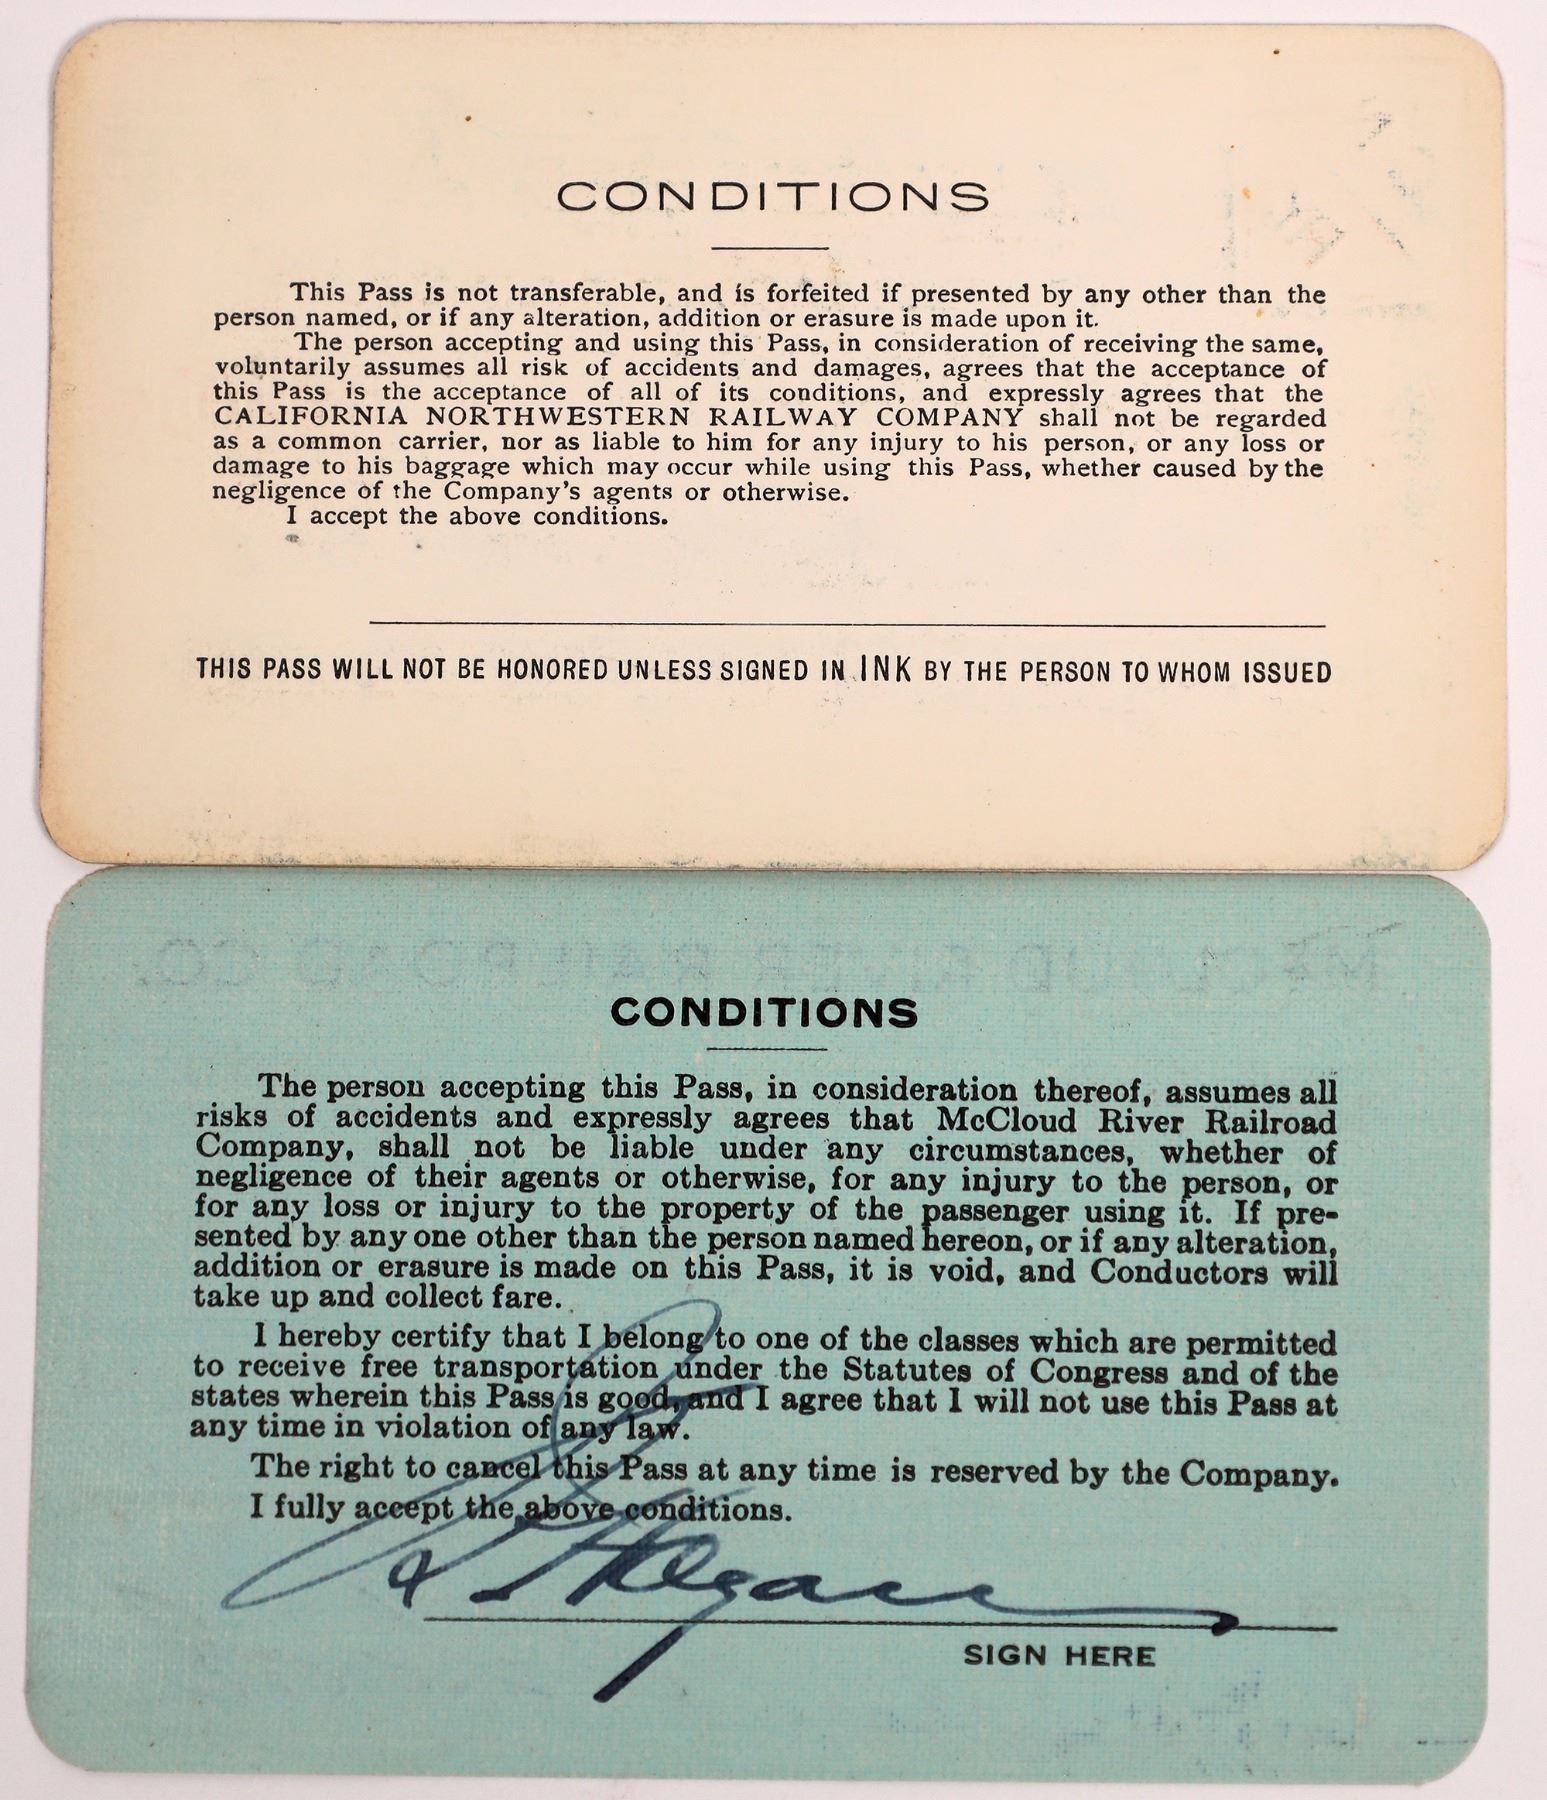 CONDITIONS
This Pass is not transferable, and is forfeited if presented by any other than the
person named, or if any alteration, addition or erasure is made upon it.
The person accepting and using this Pass, in consideration of receiving the same,
voluntarily assumes all risk of accidents and damages, agrees that the acceptance of
this Pass is the acceptance of all of its conditions, and expressly agrees that the
CALIFORNIA NORTHWESTERN RAILWAY COMPANY shall not be regarded
as a common carrier, nor as liable to him for any injury to his person, or any loss or
damage to his baggage which may occur while using this Pass, whether caused by the
negligence of the Company's agents or otherwise.
I accept the above conditions.
THIS PASS WILL NOT BE HONORED UNLESS SIGNED IN INK BY THE PERSON TO WHOM ISSUED
CONDITIONS
The person accepting this Pass, in consideration thereof, assumes all
risks of accidents and expressly agrees that McCloud River Railroad
Company, shall not be liable under any circumstances, whether of
negligence of their agents or otherwise, for any injury to the person, or
for any loss or injury to the property of the passenger using it. If pre-
sented by any one other than the person named hereon, or if any alteration,
addition or erasure is made on this Pass, it is void, and Conductors will
take up and collect fare.
I hereby certify that I belong to one of the classes which are permitted
to receive free transportation under the Statutes of Congress and of the
states wherein this Pass is good, and I agree that I will not use this Pass at
any time in violation of any law.
The right to cancel this Pass at any time is reserved by the Company.
I fully accept the above conditions.
SIGN HERE